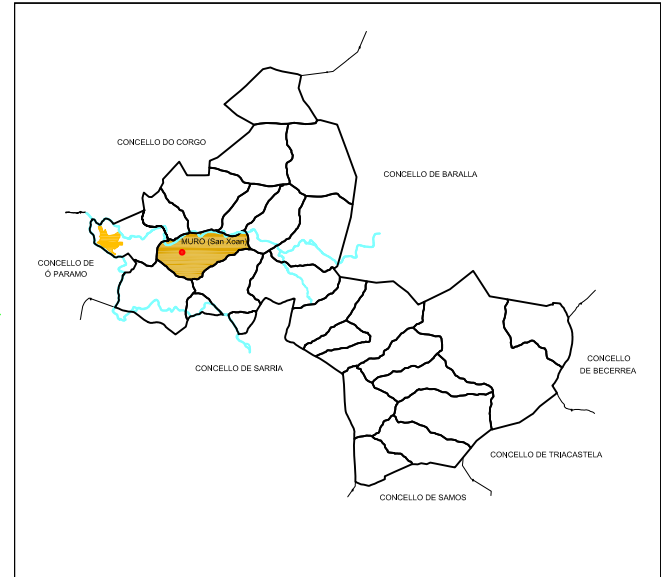 CONCELLO DO CORGO
CONCELLO DE BARALLA
MURO (San Xoan)
CONCELLO DE
Ó PARAMO
CONCELLO DE SARRIA
CONCELLO
DE BECERREA
CONCELLO DE TRIACASTELA
CONCELLO DE SAMOS